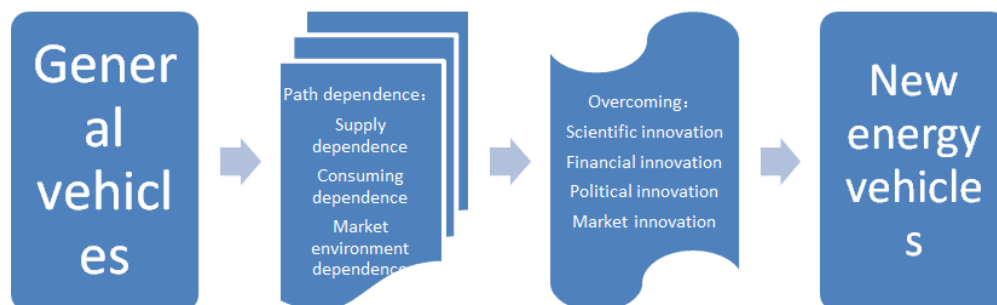 Gener
al
vehicl
es
Path dependence：
Supply
dependence
Consuming
dependence
Market
environment
dependence
Overcoming：
Scientific innovation
Financial innovation
Political innovation
Market innovation
New
energy
vehicle
s